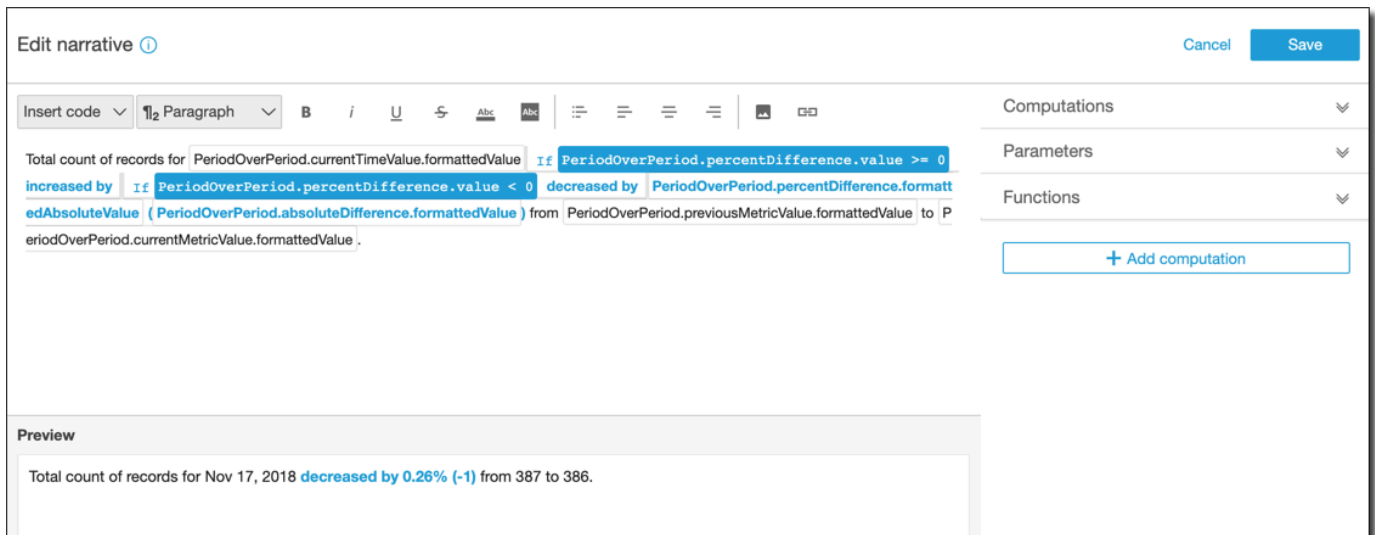 Edit narrative
Cancel
Save
Insert code
¶2 Paragraph
B i U S Abc Abc
Computations
Total count of records for PeriodOverPeriod.currentTimeValue.formattedValue If PeriodOverPeriod.percentDifference.value >= 0
increased by If PeriodOverPeriod.percentDifference.value < 0 decreased by PeriodOverPeriod.percentDifference.formatt
edAbsoluteValue ( PeriodOverPeriod.absoluteDifference.formattedValue ) from PeriodOverPeriod.previousMetricValue.formattedValue to P
eriodOverPeriod.currentMetricValue.formattedValue .
Parameters
Functions
Add computation
Preview
Total count of records for Nov 17, 2018 decreased by 0.26% (-1) from 387 to 386.